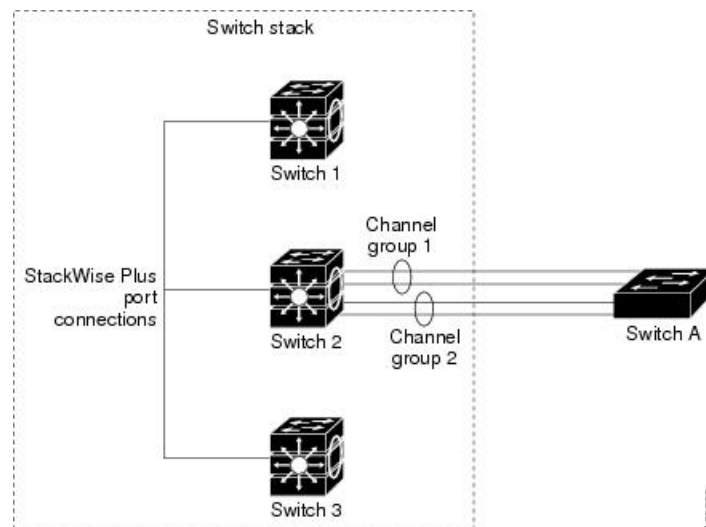 Switch stack
Switch 1
Channel
group 1
StackWise Plus
port
connections
Switch 2
Channel
group 2
Switch A
Switch 3